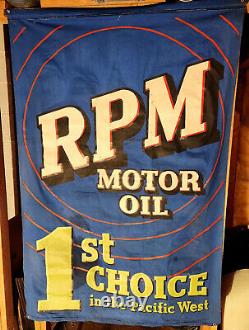 RPM
MOTOR
OIL
1st
CHOICE
in the Pacific West